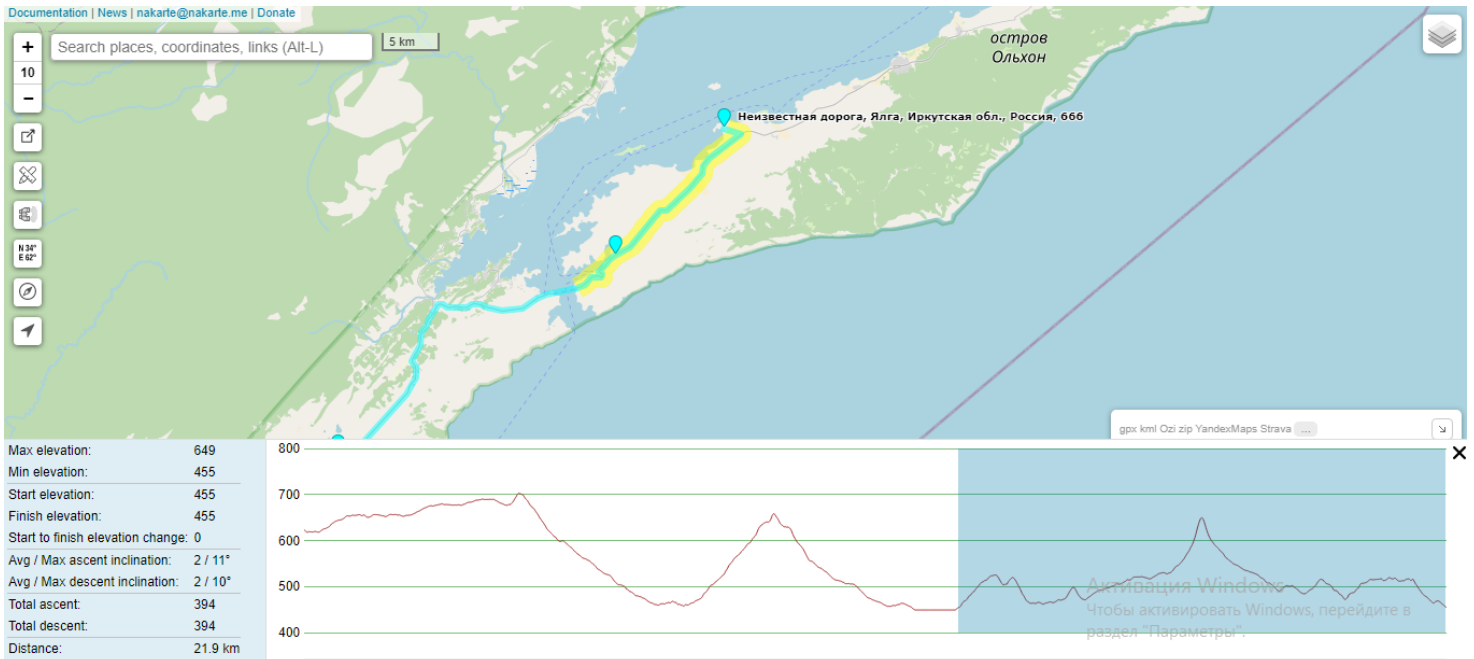 Documentation | News | nakarte@nakarte.me | Donate
+
Search places, coordinates, links (Alt-L)
5 km
10
−
N 34°
E 62°
остров
Ольхон
Неизвестная дорога, Ялга, Иркутская обл., Россия, 666
gpx kml Ozi zip YandexMaps Strava ...
Max elevation: 649
Min elevation: 455
Start elevation: 455
Finish elevation: 455
Start to finish elevation change: 0
Avg / Max ascent inclination: 2 / 11°
Avg / Max descent inclination: 2 / 10°
Total ascent: 394
Total descent: 394
Distance: 21.9 km
800
700
600
500
400
Активация Windows
Чтобы активировать Windows, перейдите в
раздел "Параметры".